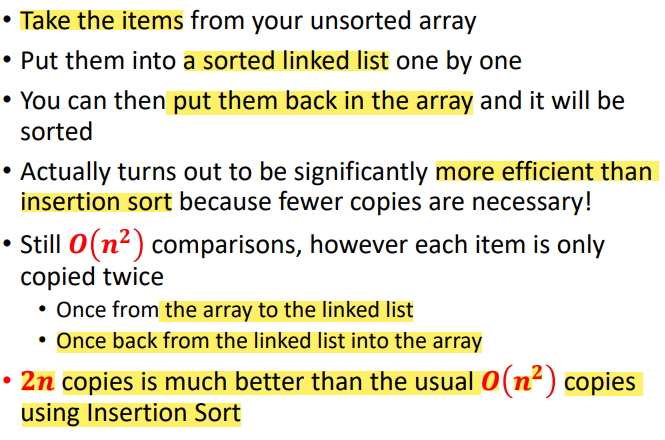 • Take the items from your unsorted array
• Put them into a sorted linked list one by one
• You can then put them back in the array and it will be
sorted
• Actually turns out to be significantly more efficient than
insertion sort because fewer copies are necessary!
• Still O(n²) comparisons, however each item is only
copied twice
• Once from the array to the linked list
• Once back from the linked list into the array
• 2n copies is much better than the usual O(n²) copies
using Insertion Sort